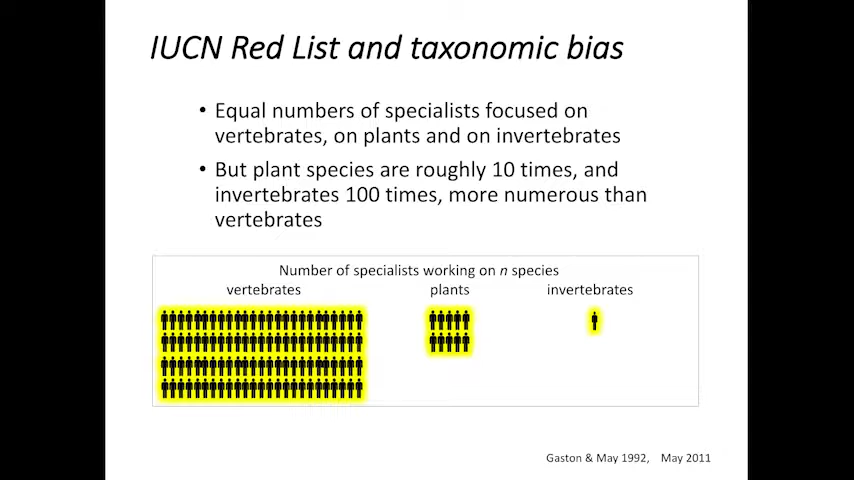 IUCN Red List and taxonomic bias
• Equal numbers of specialists focused on
vertebrates, on plants and on invertebrates
• But plant species are roughly 10 times, and
invertebrates 100 times, more numerous than
vertebrates
Number of specialists working on n species
vertebrates plants invertebrates
Gaston & May 1992, May 2011